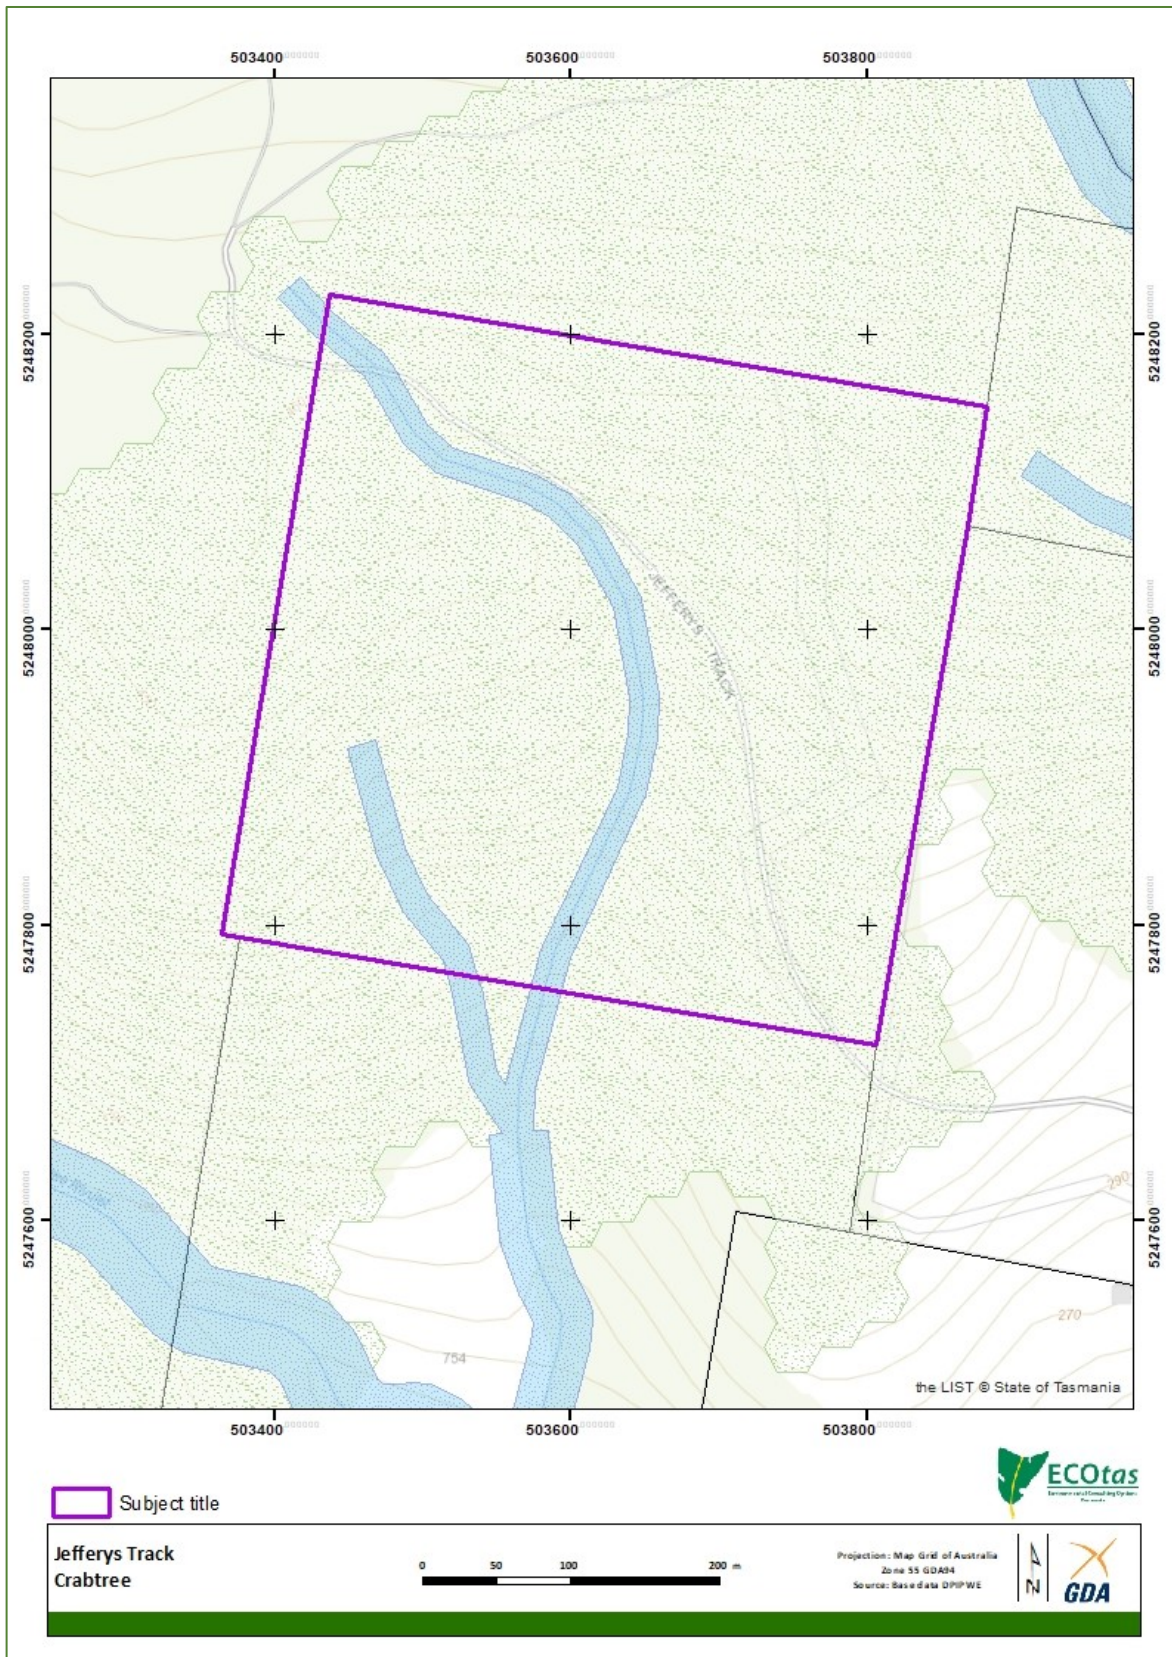 503400 503600 503800
5248200 5248200
JEFFERYS TRACK
5248000 5248000
5247800 5247800
290
5247600 5247600
270
754
the LIST © State of Tasmania
503400 503600 503800
ECOtas
Subject title
Jefferys Track
Crabtree
0 50 100 200 m
Projection: Map Grid of Australia
Zone 55 GDA94
Source: Base data DPIPWE
GDA